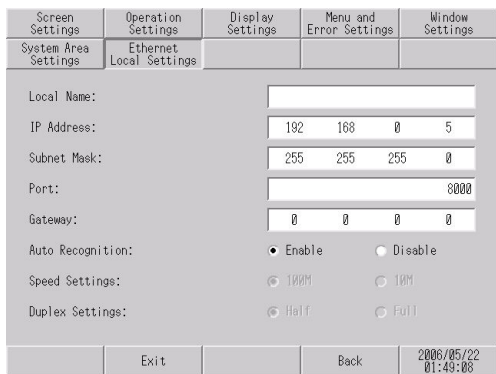 Screen Settings
Operation Settings
Display Settings
Menu and Error Settings
Window Settings
System Area Settings
Ethernet Local Settings
Local Name:
IP Address: 192 168 0 5
Subnet Mask: 255 255 255 0
Port: 8000
Gateway: 0 0 0 0
Auto Recognition: Enable Disable
Speed Settings: 100M 10M
Duplex Settings: Half Full
Exit
Back
2006/05/22
01:49:08